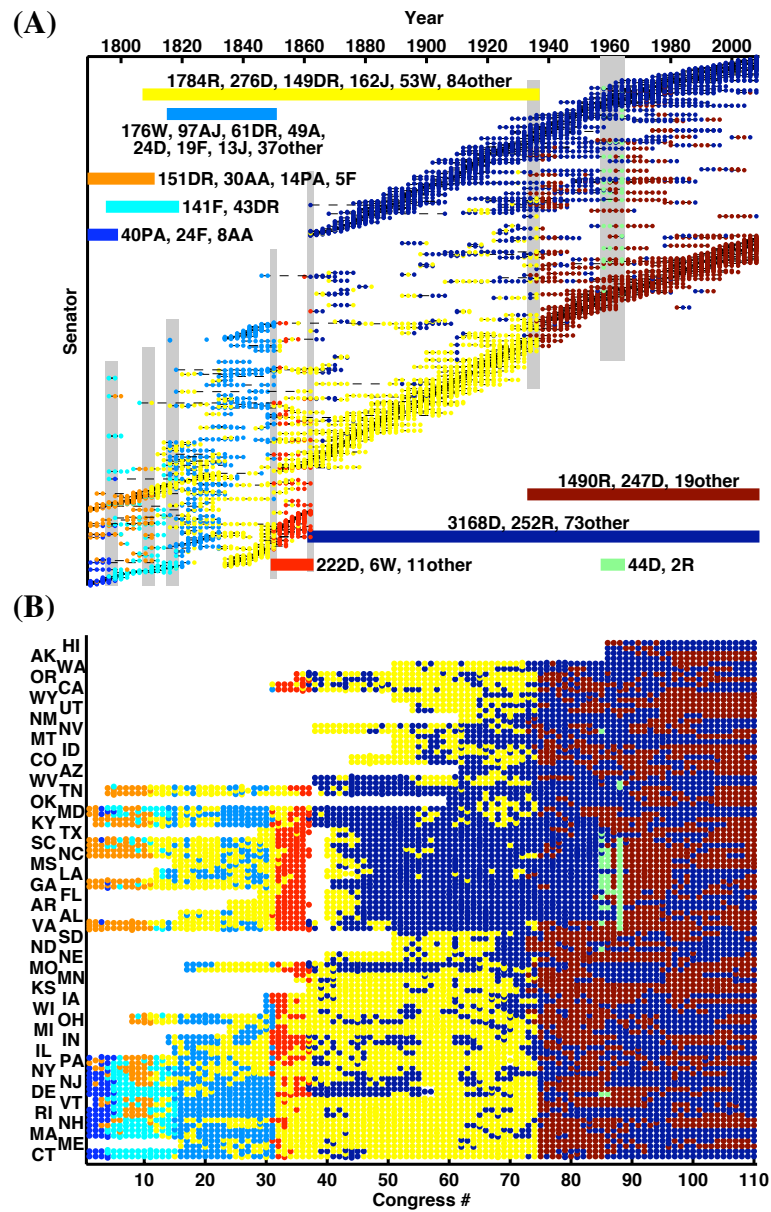 (A)
Year
1800 1820 1840 1860 1880 1900 1920 1940 1960 1980 2000
1784R, 276D, 149DR, 162J, 53W, 84other
176W, 97AJ, 61DR, 49A,
24D, 19F, 13J, 37other
151DR, 30AA, 14PA, 5F
141F, 43DR
40PA, 24F, 8AA
Senator
1490R, 247D, 19other
3168D, 252R, 73other
222D, 6W, 11other
44D, 2R
(B)
HI
AK
WA
OR
CA
WY
UT
NM
NV
MT
ID
CO
AZ
WV
TN
OK
MD
KY
TX
SC
NC
MS
LA
GA
FL
AR
AL
VA
SD
ND
NE
MO
MN
KS
IA
WI
OH
MI
IN
IL
PA
NY
NJ
DE
VT
RI
NH
MA
ME
CT
10 20 30 40 50 60 70 80 90 100 110
Congress #